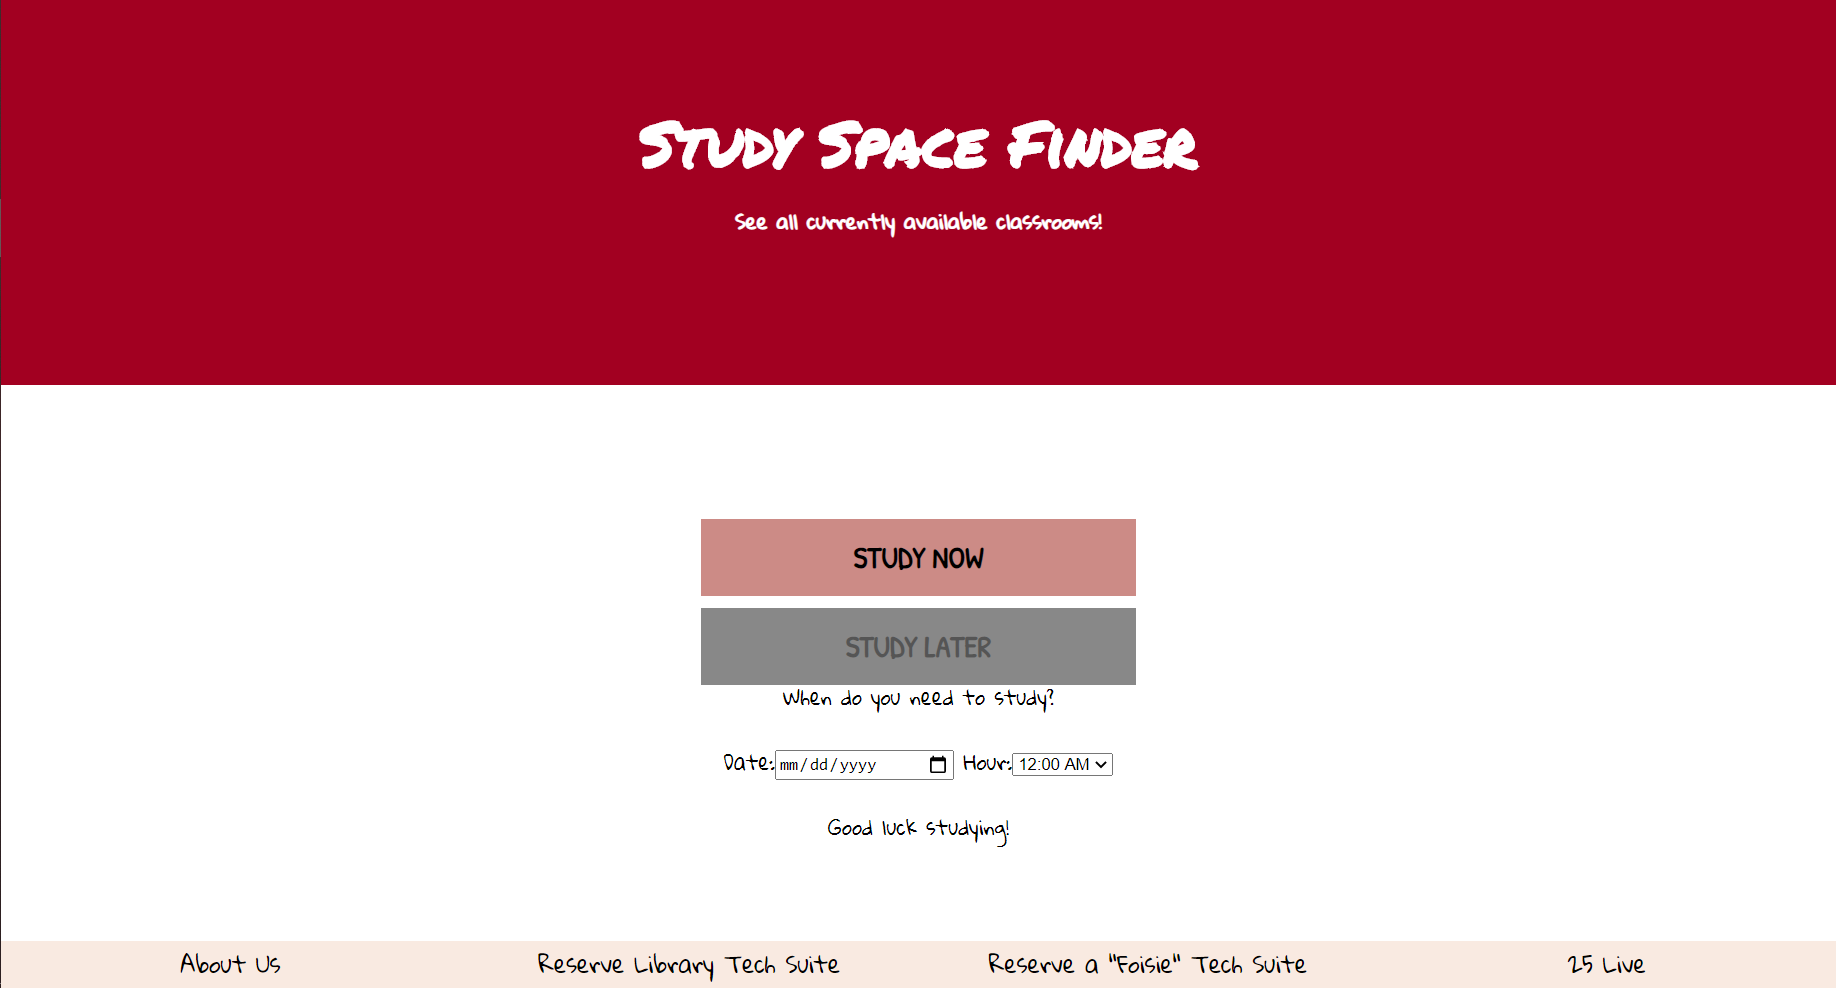 Study Space Finder
See all currently available classrooms!
STUDY NOW
STUDY LATER
When do you need to study?
Date: mm/dd/yyyy Hour: 12:00 AM
Good luck studying!
About Us Reserve Library Tech Suite Reserve a "Foisie" Tech Suite 25 Live